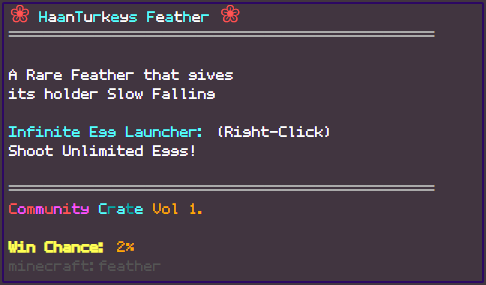 HaanTurkeys Feather
A Rare Feather that gives
its holder Slow Falling
Infinite Egg Launcher: (Right-Click)
Shoot Unlimited Eggs!
Community Crate Vol 1.
Win Chance: 2%
minecraft:feather